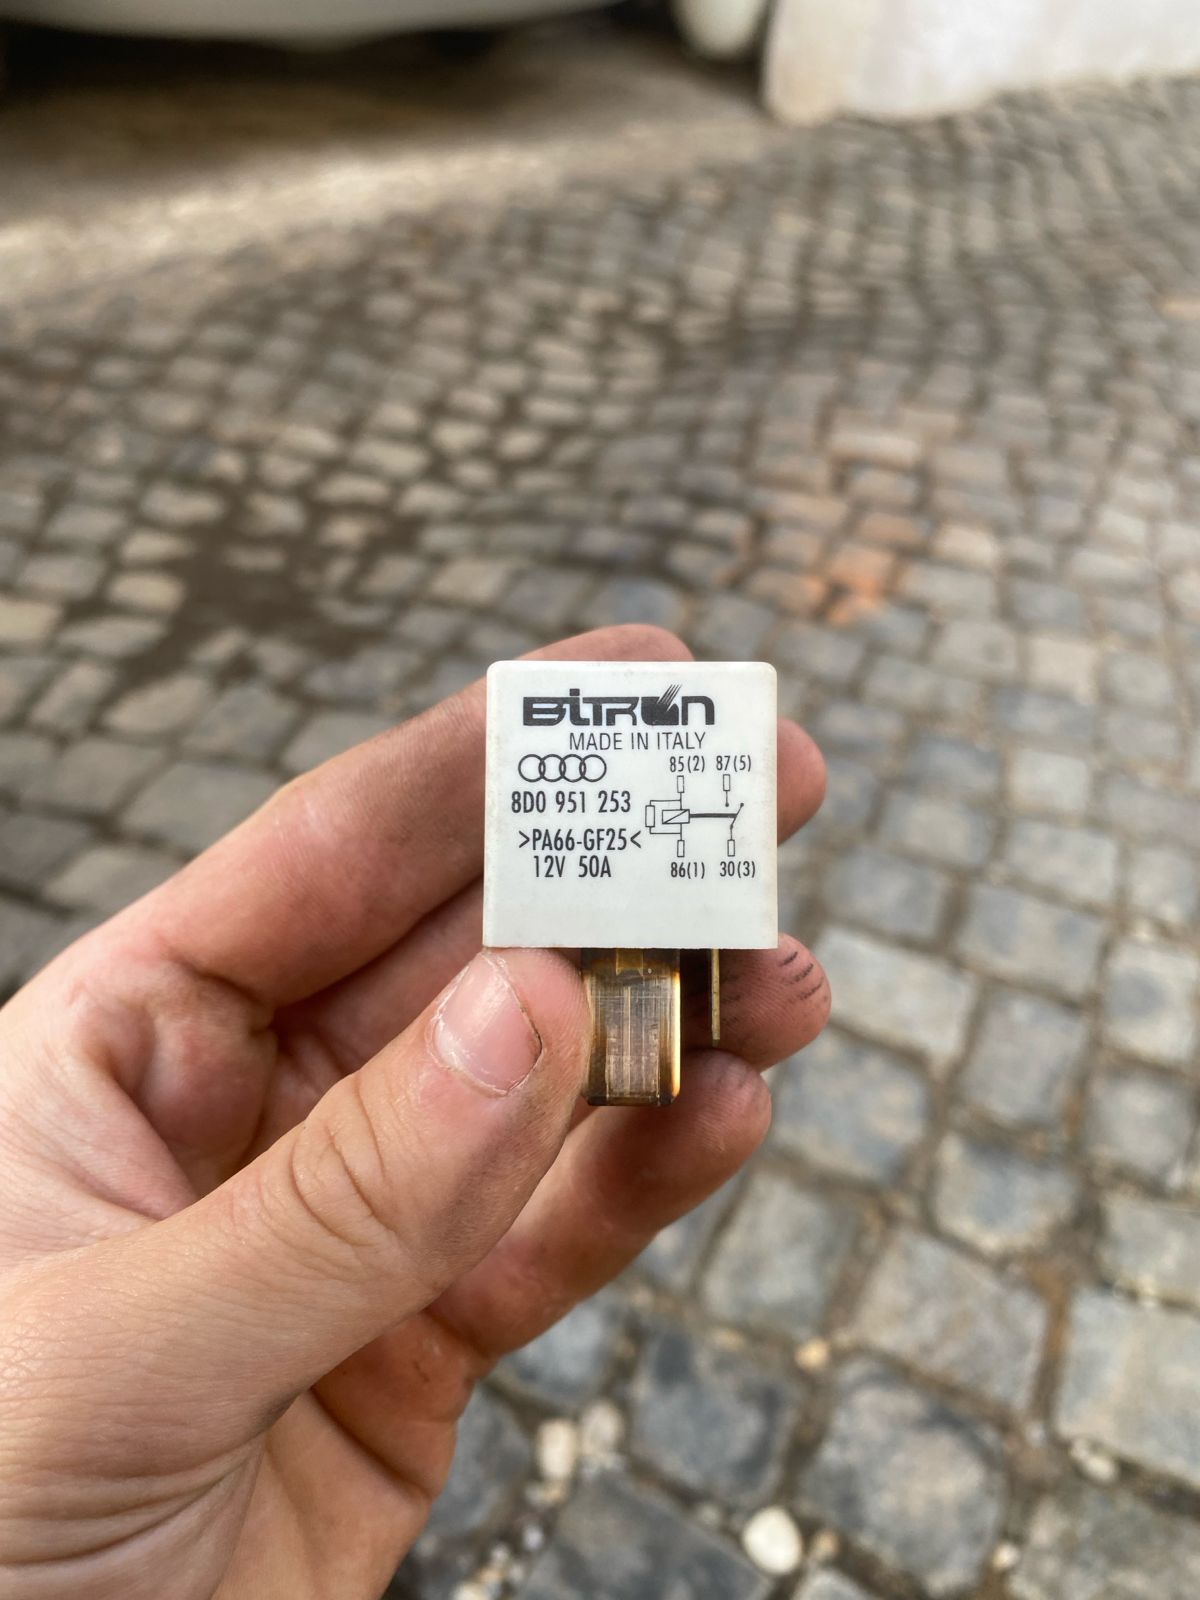 BITRON
MADE IN ITALY
85(2) 87(5)
8D0 951 253
>PA66-GF25<
12V 50A
86(1) 30(3)